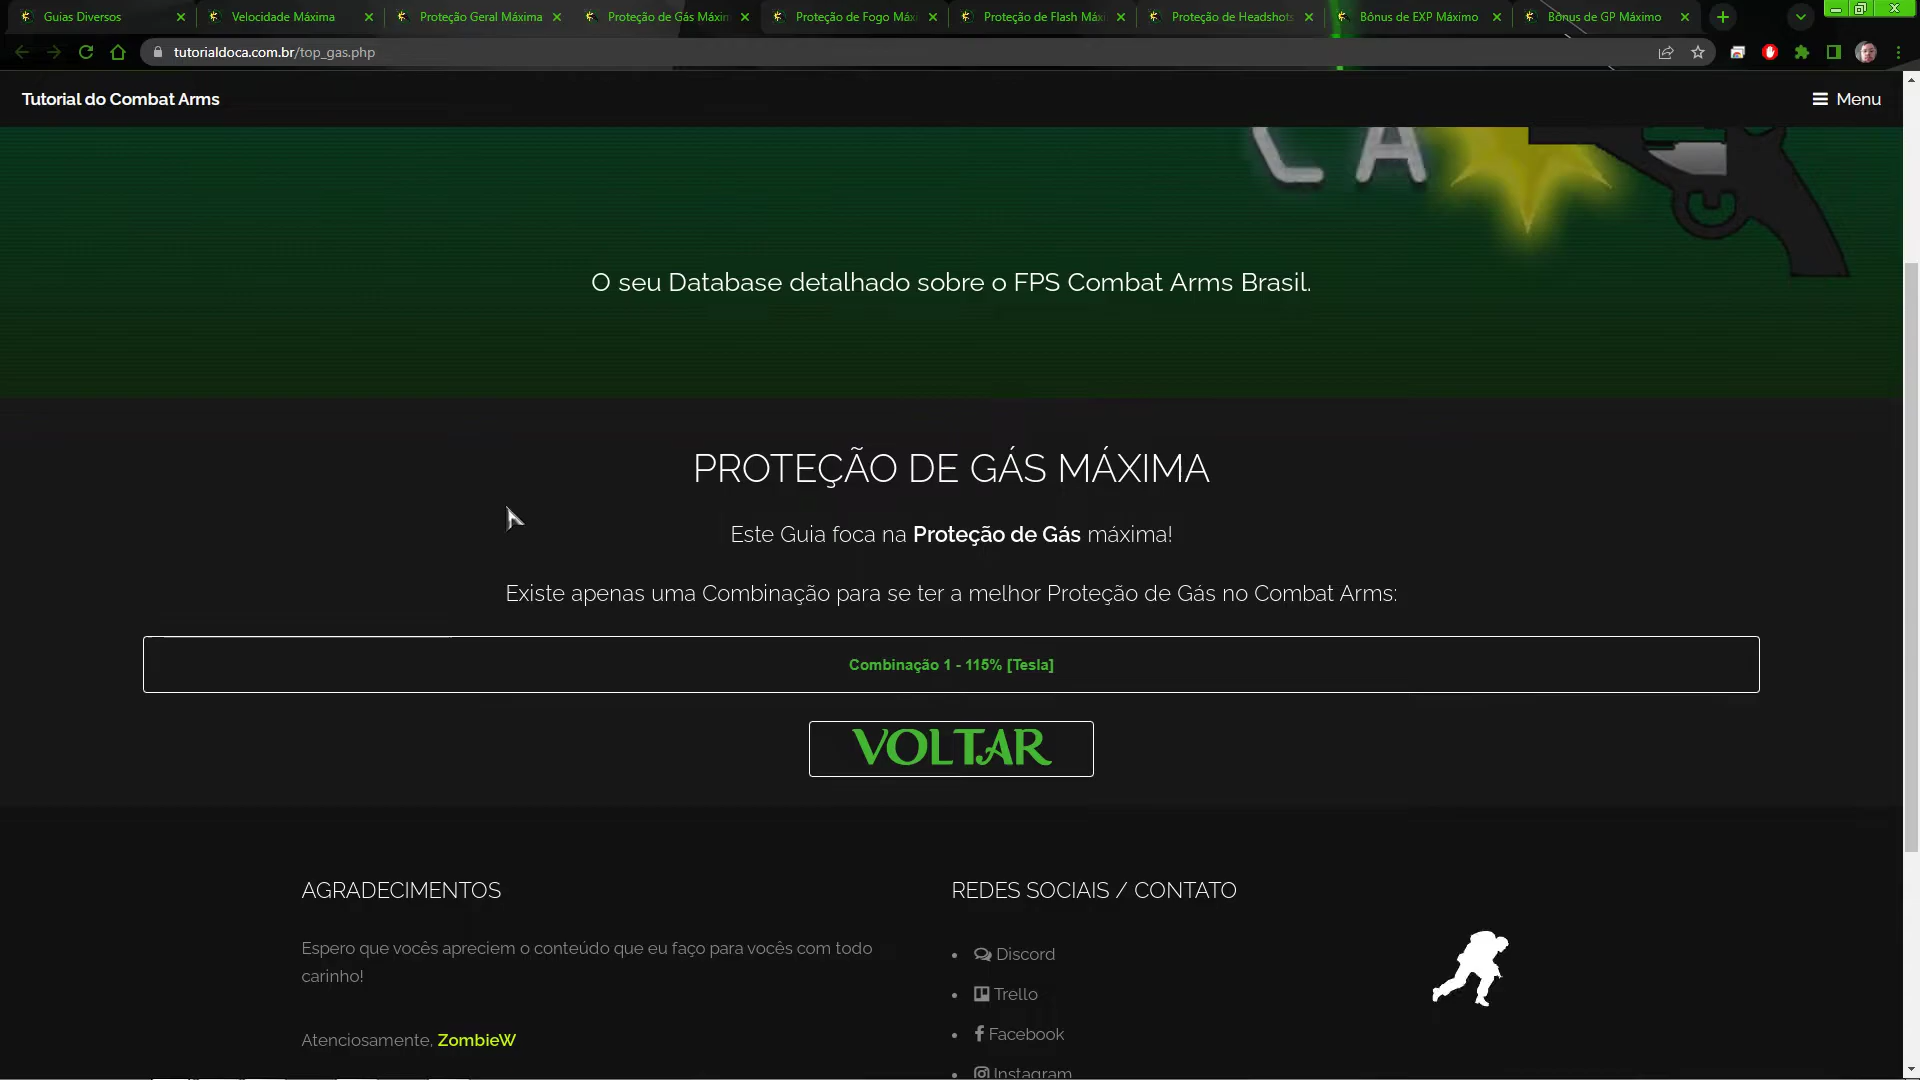 Guias Diversos
Velocidade Máxima
Proteção Geral Máxima
Proteção de Gás Máxim
Proteção de Fogo Máx
Proteção de Flash Máx
Proteção de Headshots
Bônus de EXP Máximo
Bônus de GP Máximo
tutorialdoca.com.br/top_gas.php
Tutorial do Combat Arms
Menu
CA
O seu Database detalhado sobre o FPS Combat Arms Brasil.
PROTEÇÃO DE GÁS MÁXIMA
Este Guia foca na Proteção de Gás máxima!
Existe apenas uma Combinação para se ter a melhor Proteção de Gás no Combat Arms:
Combinação 1 - 115% [Tesla]
VOLTAR
AGRADECIMENTOS
Espero que vocês apreciem o conteúdo que eu faço para vocês com todo
carinho!
Atenciosamente, ZombieW
REDES SOCIAIS / CONTATO
Discord
Trello
Facebook
Instagram